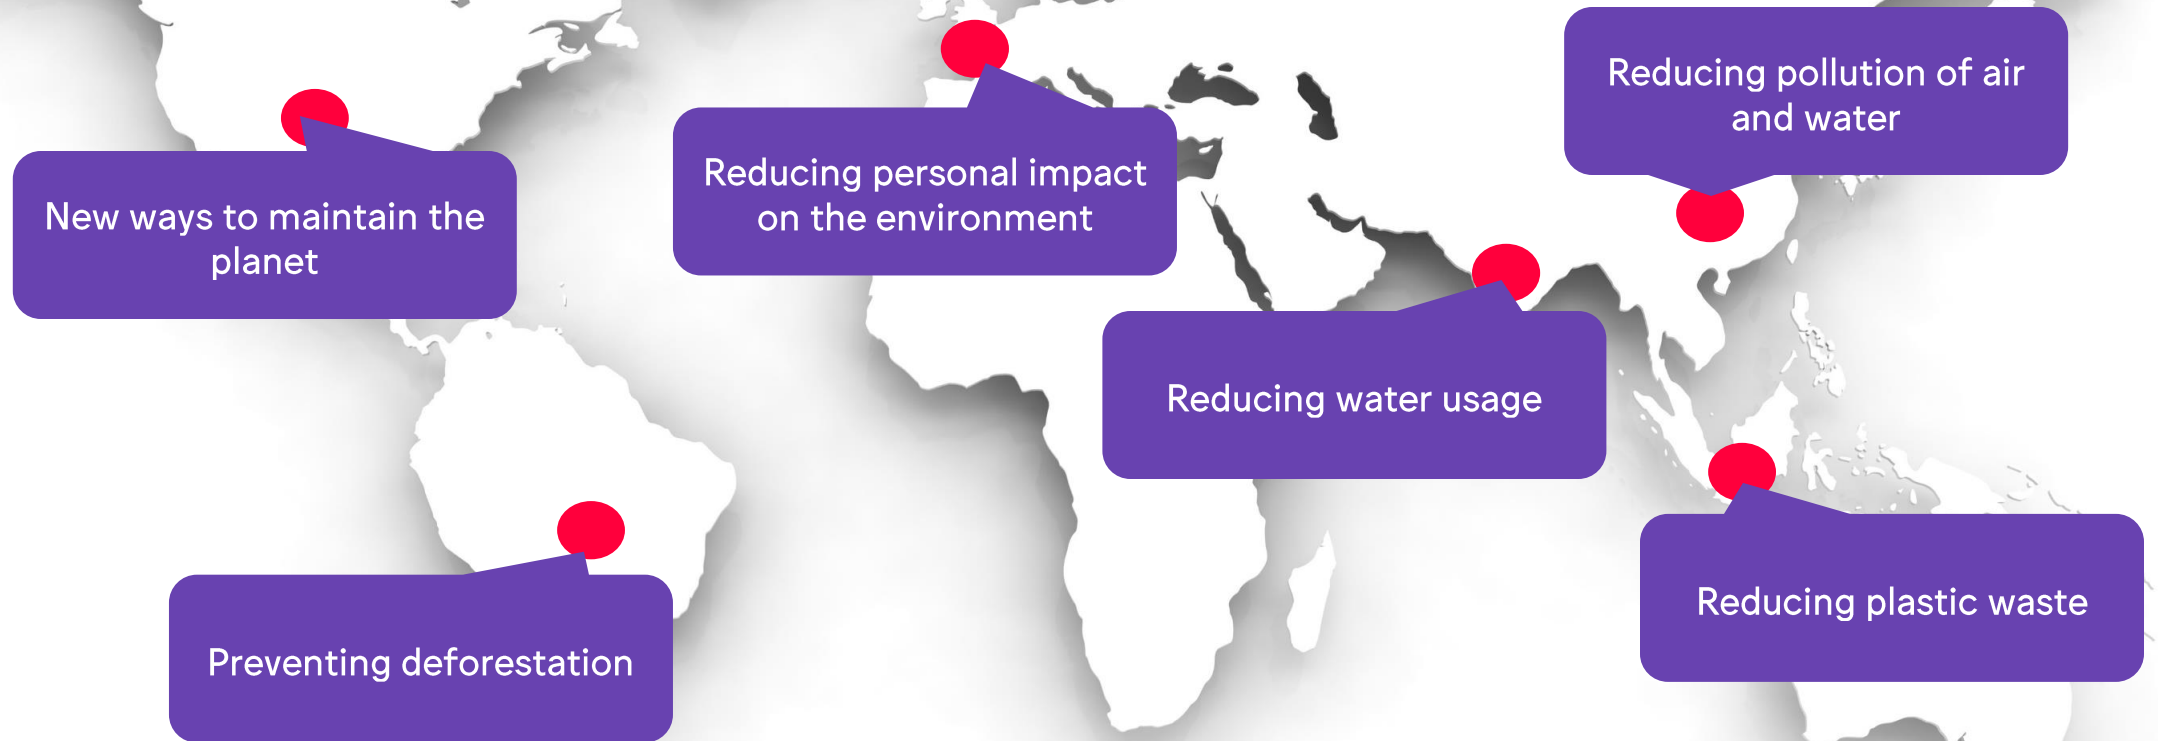 New ways to maintain the
planet
Reducing personal impact
on the environment
Reducing pollution of air
and water
Reducing water usage
Preventing deforestation
Reducing plastic waste